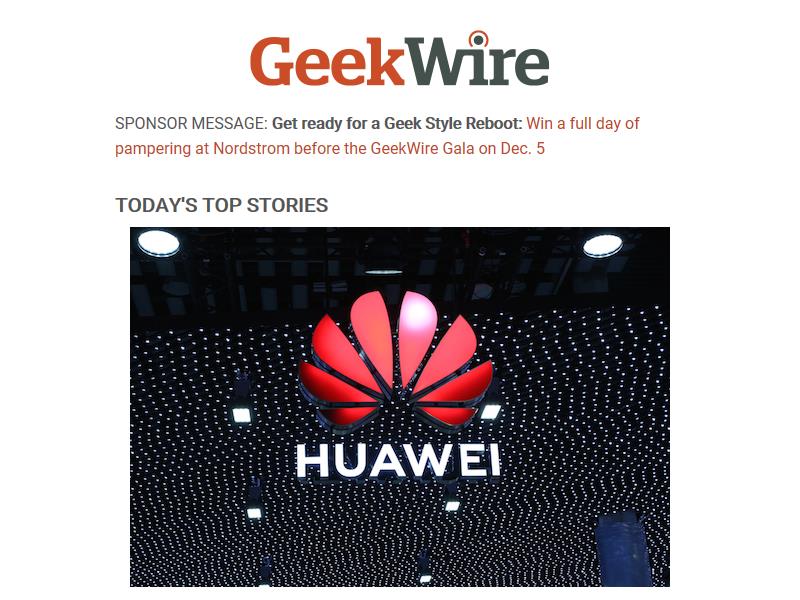 GeekWire
SPONSOR MESSAGE: Get ready for a Geek Style Reboot: Win a full day of
pampering at Nordstrom before the GeekWire Gala on Dec. 5
TODAY'S TOP STORIES
HUAWEI